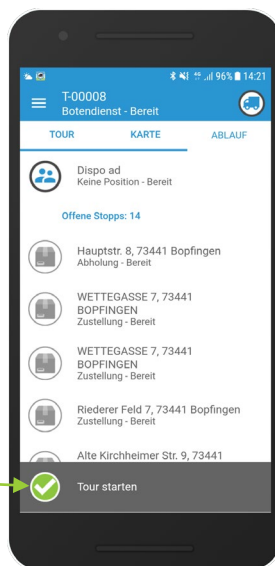 96% 14:21
T-00008
Botendienst - Bereit
TOUR KARTE ABLAUF
Dispo ad
Keine Position - Bereit
Offene Stopps: 14
Hauptstr. 8, 73441 Bopfingen
Abholung - Bereit
WETTEGASSE 7, 73441
BOPFINGEN
Zustellung - Bereit
WETTEGASSE 7, 73441
BOPFINGEN
Zustellung - Bereit
Riederer Feld 7, 73441 Bopfingen
Zustellung - Bereit
Alte Kirchheimer Str. 9, 73441
Tour starten